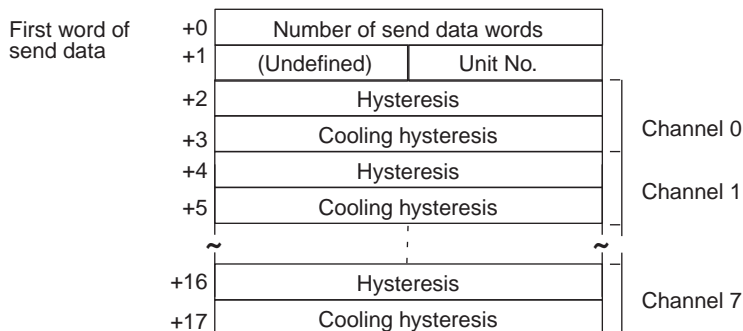 First word of
send data
+0 Number of send data words
+1 (Undefined) Unit No.
+2 Hysteresis
Channel 0
+3 Cooling hysteresis
+4 Hysteresis
Channel 1
+5 Cooling hysteresis
~ ~
+16 Hysteresis
Channel 7
+17 Cooling hysteresis